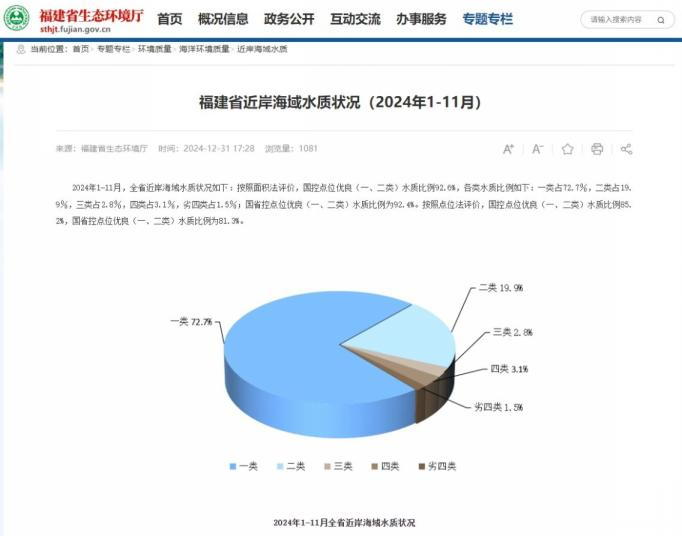 福建省生态环境厅
sthjt.fujian.gov.cn
首页 概况信息 政务公开 互动交流 办事服务 专题专栏
请输入搜索内容
当前位置：首页> 专题专栏> 环境质量> 海洋环境质量> 近岸海域水质
福建省近岸海域水质状况（2024年1-11月）
来源：福建省生态环境厅 时间：2024-12-31 17:28 浏览量：1081
A+ A-
2024年1-11月，全省近岸海域水质状况如下：按照面积法评价，国控点位优良（一、二类）水质比例92.6%，各类水质比例如下：一类占72.7%，二类占19.
9%，三类占2.8%，四类占3.1%，劣四类占1.5%；国省控点位优良（一、二类）水质比例为92.4%。按照点位法评价，国控点位优良（一、二类）水质比例85.
2%，国省控点位优良（一、二类）水质比例为81.3%。
二类 19.9%
一类 72.7%
三类 2.8%
四类 3.1%
劣四类 1.5%
一类 二类 三类 四类 劣四类
2024年1-11月全省近岸海域水质状况